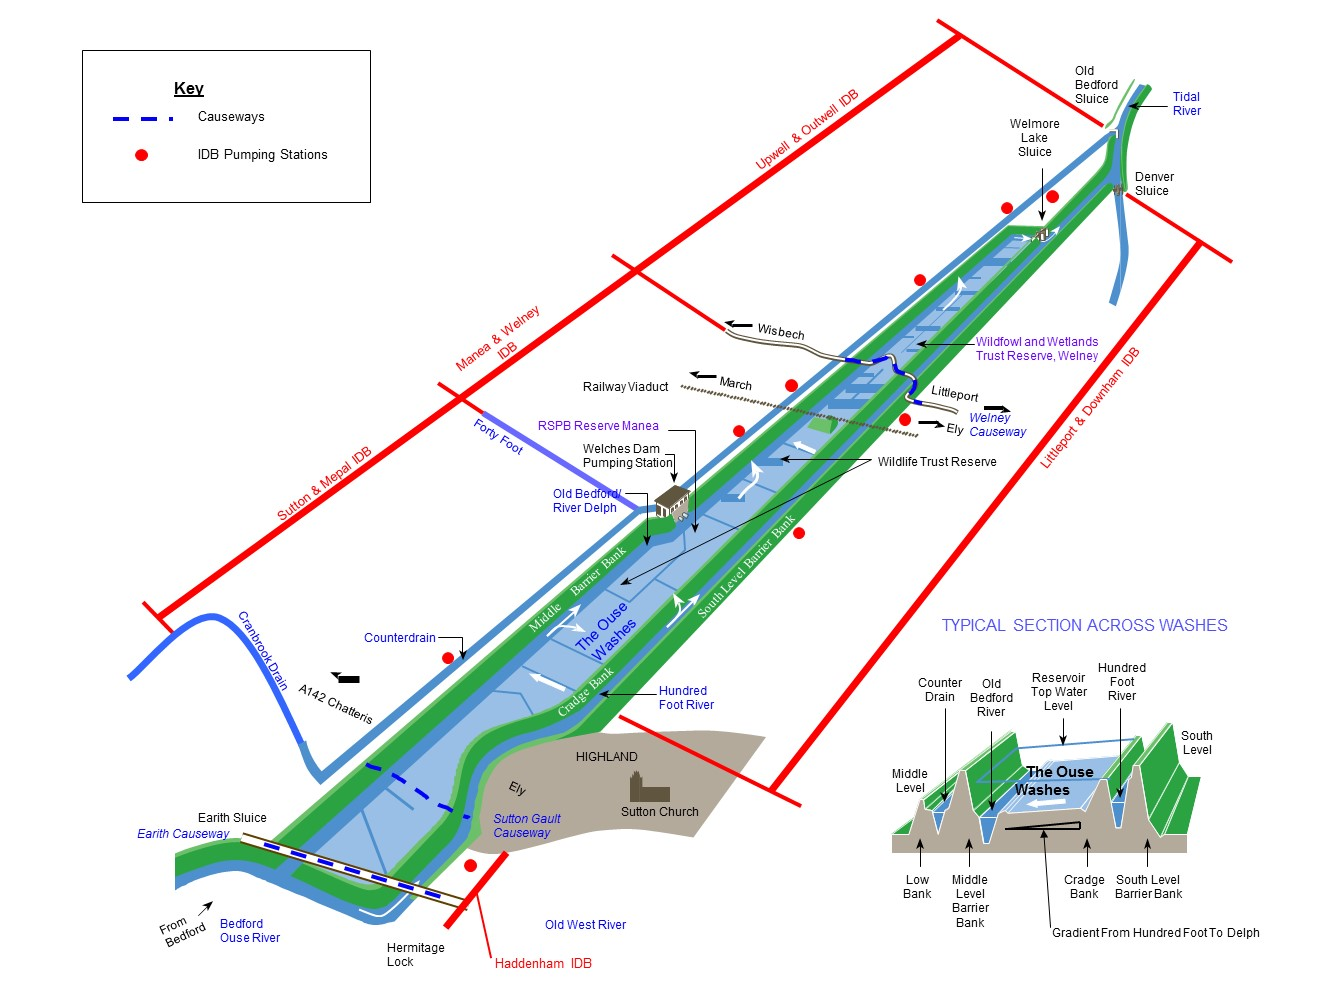 Key
Causeways
IDB Pumping Stations
Upwell & Outwell IDB
Manea & Welney
IDB
Sutton & Mepal IDB
Littleport & Downham IDB
Old
Bedford
Sluice
Tidal
River
Welmore
Lake
Sluice
Denver
Sluice
Wisbech
Wildfowl and Wetlands
Trust Reserve, Welney
Railway Viaduct
March
Littleport
Welney
Causeway
Ely
Forty Foot
RSPB Reserve Manea
Welches Dam
Pumping Station
Wildlife Trust Reserve
Old Bedford/
River Delph
Middle Barrier Bank
South Level Barrier Bank
The Ouse
Washes
Cradge Bank
Cranbrook Drain
Counterdrain
A142 Chatteris
Hundred
Foot River
HIGHLAND
Ely
Sutton Church
Sutton Gault
Causeway
Earith Sluice
Earith Causeway
From
Bedford
Bedford
Ouse River
Hermitage
Lock
Old West River
Haddenham IDB
TYPICAL SECTION ACROSS WASHES
Counter
Drain
Old
Bedford
River
Reservoir
Top Water
Level
Hundred
Foot
River
South
Level
Middle
Level
The Ouse
Washes
Low
Bank
Middle
Level
Barrier
Bank
Cradge
Bank
South Level
Barrier Bank
Gradient From Hundred Foot To Delph